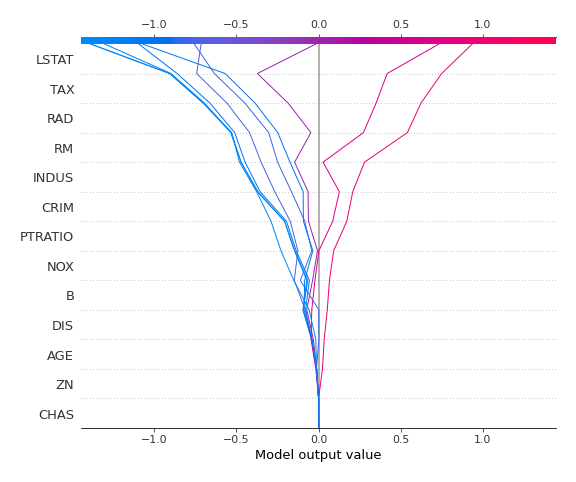 −1.0 −0.5 0.0 0.5 1.0
LSTAT
TAX
RAD
RM
INDUS
CRIM
PTRATIO
NOX
B
DIS
AGE
ZN
CHAS
−1.0 −0.5 0.0 0.5 1.0
Model output value